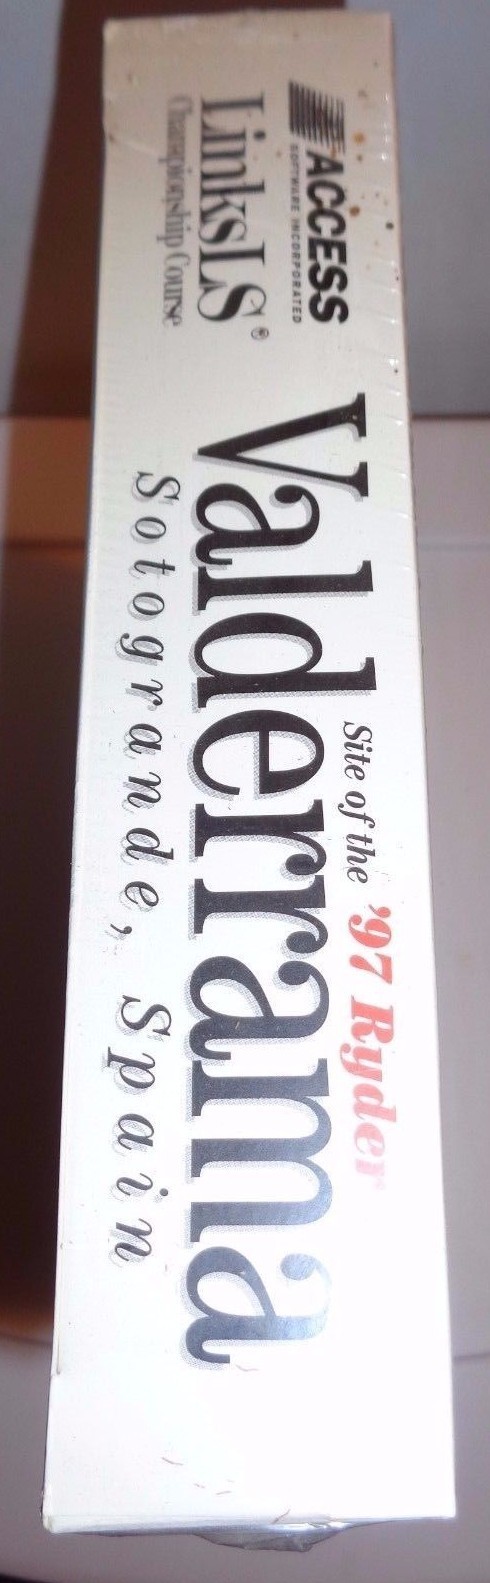 ACCESS
SOFTWARE INCORPORATED
LinksLS®
Championship Course
Site of the '97 Ryder
Valderrama
Sotogrande, Spain